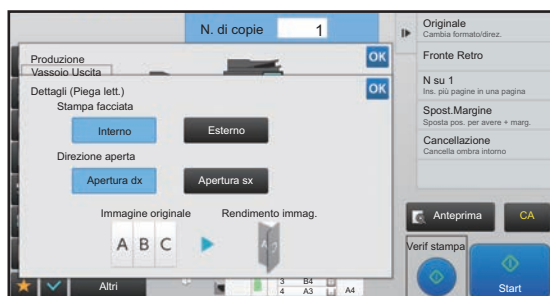 N. di copie 1
Produzione OK
Vassoio Uscita
Dettagli (Piega lett.) OK
Stampa facciata
Interno Esterno
Direzione aperta
Apertura dx Apertura sx
Immagine originale Rendimento immag.
A B C
Altri
3 B4
4 A3 A4
Originale
Cambia formato/direz.
Fronte Retro
N su 1
Ins. più pagine in una pagina
Spost.Margine
Sposta pos. per avere + marg.
Cancellazione
Cancella ombra intorno
Anteprima CA
Verif stampa
Start